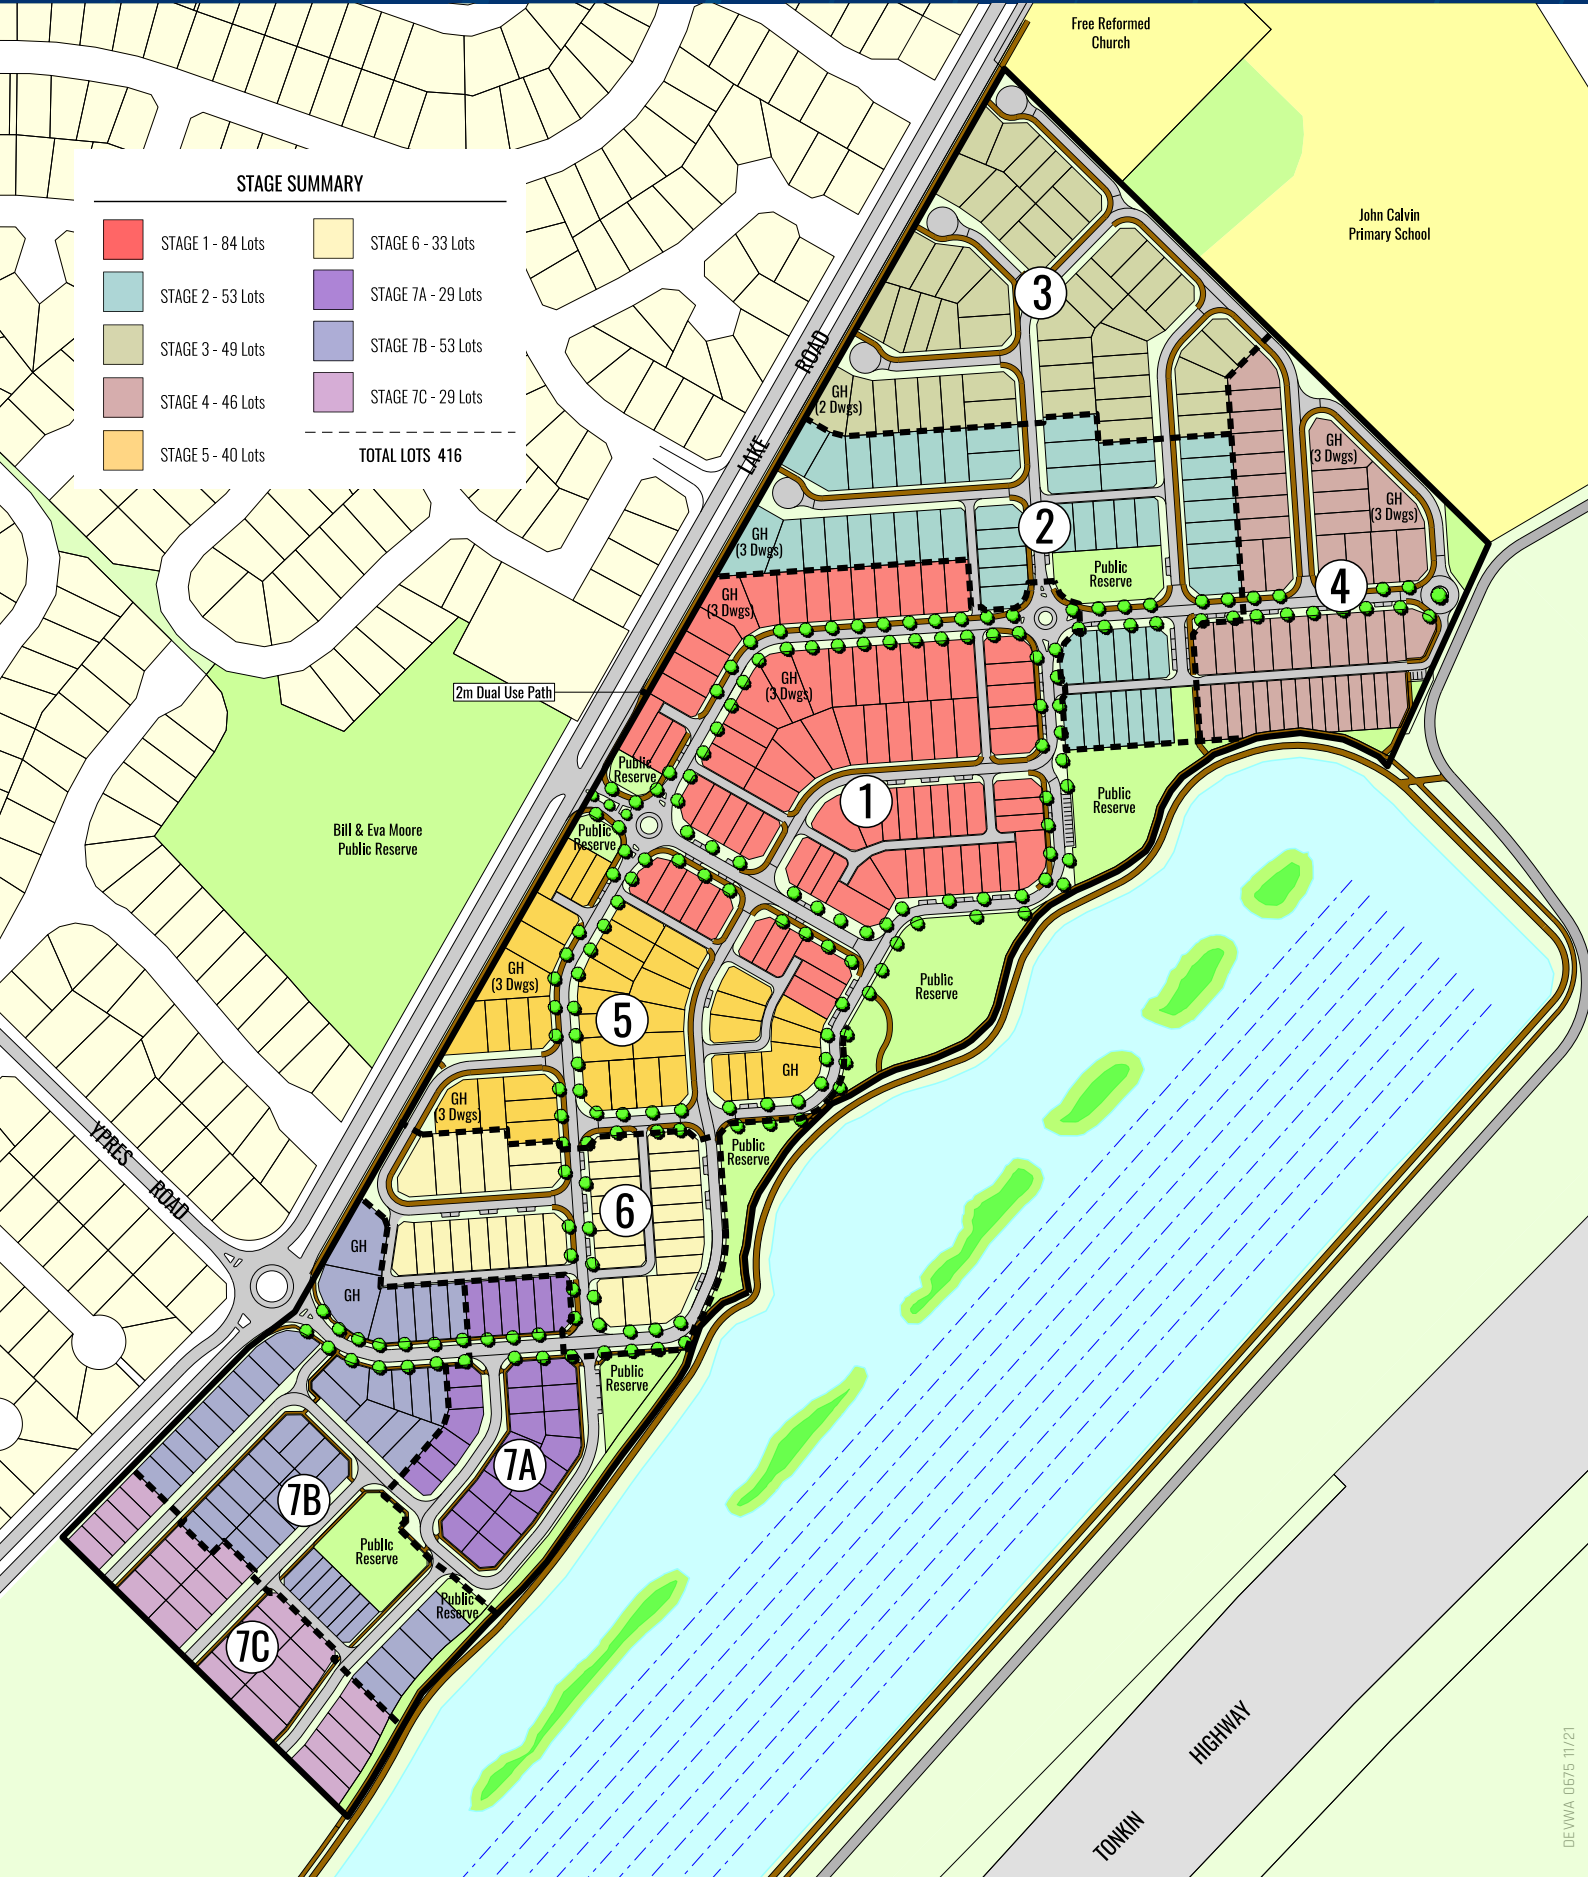 Free Reformed
Church
John Calvin
Primary School
STAGE SUMMARY
STAGE 1 - 84 Lots
STAGE 2 - 53 Lots
STAGE 3 - 49 Lots
STAGE 4 - 46 Lots
STAGE 5 - 40 Lots
STAGE 6 - 33 Lots
STAGE 7A - 29 Lots
STAGE 7B - 53 Lots
STAGE 7C - 29 Lots
TOTAL LOTS 416
3
LAKE ROAD
GH
(2 Dwgs)
GH
(3 Dwgs)
GH
(3 Dwgs)
2
GH
(3 Dwgs)
Public
Reserve
4
GH
(3 Dwgs)
GH
(3 Dwgs)
2m Dual Use Path
Public
Reserve
1
Public
Reserve
Bill & Eva Moore
Public Reserve
Public
Reserve
GH
(3 Dwgs)
Public
Reserve
5
GH
GH
(3 Dwgs)
Public
Reserve
YPRES ROAD
6
GH
GH
Public
Reserve
7A
7B
Public
Reserve
Public
Reserve
7C
TONKIN HIGHWAY
DEVWA 0675 11/21